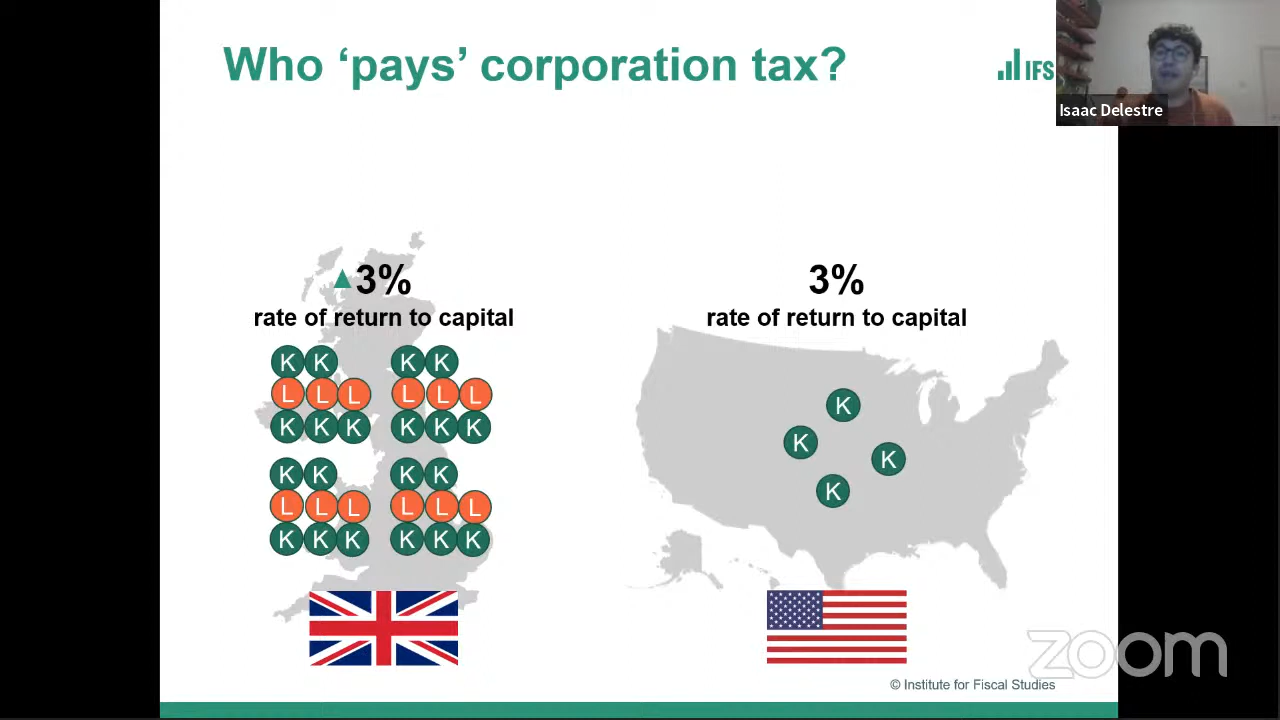 Who ‘pays’ corporation tax?
IFS
Isaac Delestre
▲3%
rate of return to capital
K K K K
L L L L L L
K K K K K K
K K K K
L L L L L L
K K K K K K
3%
rate of return to capital
K
K
K
K
zoom
© Institute for Fiscal Studies